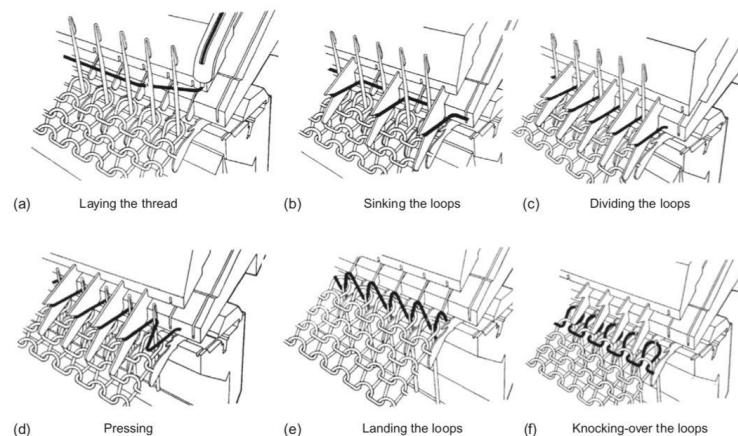 (a) Laying the thread
(b) Sinking the loops
(c) Dividing the loops
(d) Pressing
(e) Landing the loops
(f) Knocking-over the loops